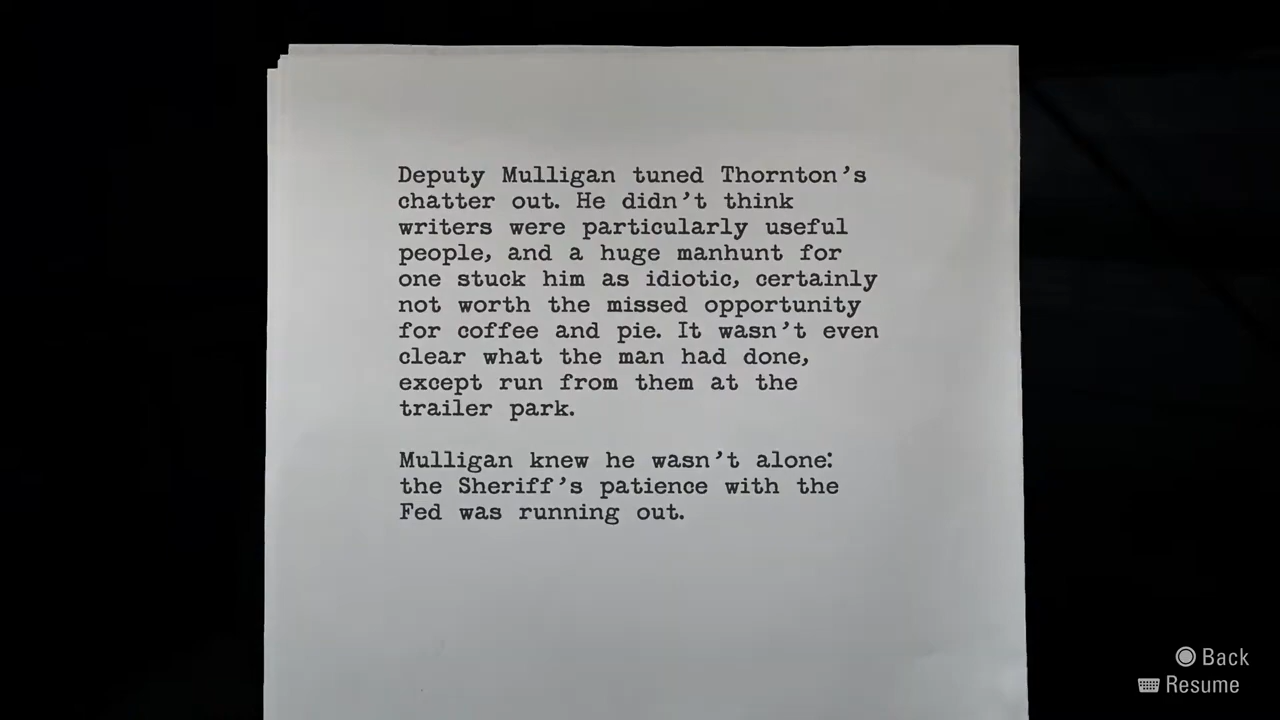 Deputy Mulligan tuned Thornton's
chatter out. He didn't think
writers were particularly useful
people, and a huge manhunt for
one stuck him as idiotic, certainly
not worth the missed opportunity
for coffee and pie. It wasn't even
clear what the man had done,
except run from them at the
trailer park.
Mulligan knew he wasn't alone:
the Sheriff's patience with the
Fed was running out.
Back
Resume